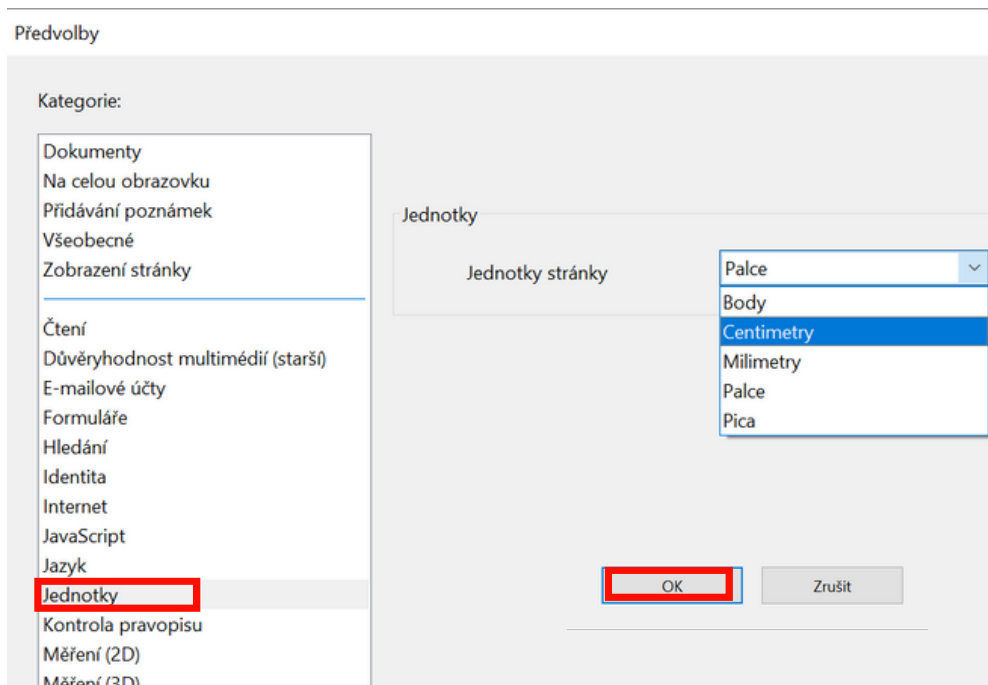 Předvolby
Kategorie:
Dokumenty
Na celou obrazovku
Přidávání poznámek
Všeobecné
Zobrazení stránky
Čtení
Důvěryhodnost multimédií (starší)
E-mailové účty
Formuláře
Hledání
Identita
Internet
JavaScript
Jazyk
Jednotky
Kontrola pravopisu
Měření (2D)
Měření (3D)
Jednotky
Jednotky stránky
Palce
Body
Centimetry
Milimetry
Palce
Pica
OK
Zrušit